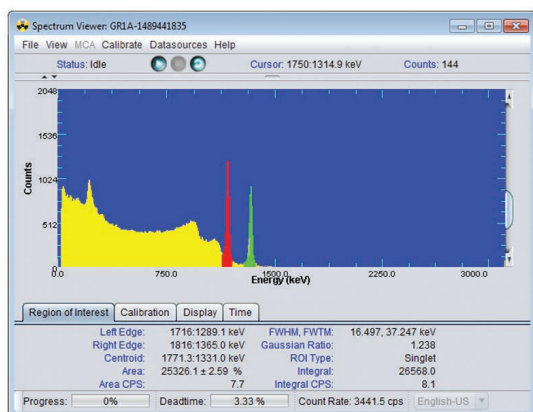 Spectrum Viewer: GR1A-1489441835
File View MCA Calibrate Datasources Help
Status: Idle Cursor: 1750:1314.9 keV Counts: 144
2048
1536
1024
512
0
Counts
0.0 750.0 1500.0 2250.0 3000.0
Energy (keV)
Region of Interest Calibration Display Time
Left Edge: 1716:1289.1 keV FWHM, FWTM: 16.497, 37.247 keV
Right Edge: 1816:1365.0 keV Gaussian Ratio: 1.238
Centroid: 1771.3:1331.0 keV ROI Type: Singlet
Area: 25326.1 ± 2.59 % Integral: 26568.0
Area CPS: 7.7 Integral CPS: 8.1
Progress: 0% Deadtime: 3.33 % Count Rate: 3441.5 cps English-US